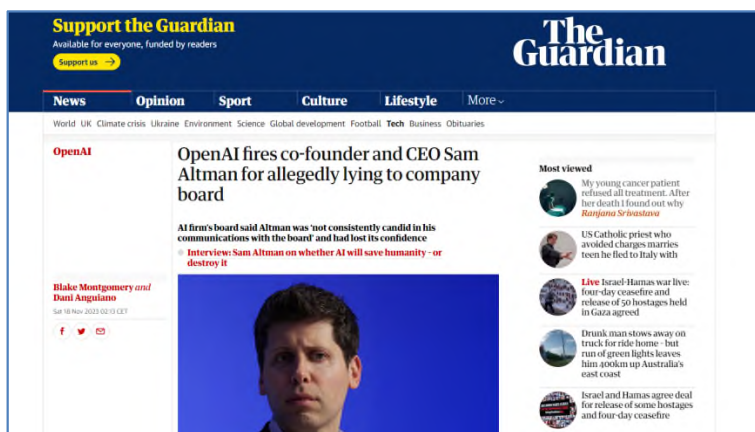 Support the Guardian
Available for everyone, funded by readers
Support us →
The
Guardian
News Opinion Sport Culture Lifestyle More
World UK Climate crisis Ukraine Environment Science Global development Football Tech Business Obituaries
OpenAI
OpenAI fires co-founder and CEO Sam
Altman for allegedly lying to company
board
AI firm's board said Altman was 'not consistently candid in his
communications with the board' and had lost its confidence
Interview: Sam Altman on whether AI will save humanity - or
destroy it
Blake Montgomery and
Dani Anguiano
Sat 18 Nov 2023 02.13 CET
Most viewed
My young cancer patient
refused all treatment. After
her death I found out why
Ranjana Srivastava
US Catholic priest who
avoided charges marries
teen he fled to Italy with
Live Israel-Hamas war live:
four-day ceasefire and
release of 50 hostages held
in Gaza agreed
Drunk man stows away on
truck for ride home - but
run of green lights leaves
him 400km up Australia's
east coast
Israel and Hamas agree deal
for release of some hostages
and four-day ceasefire